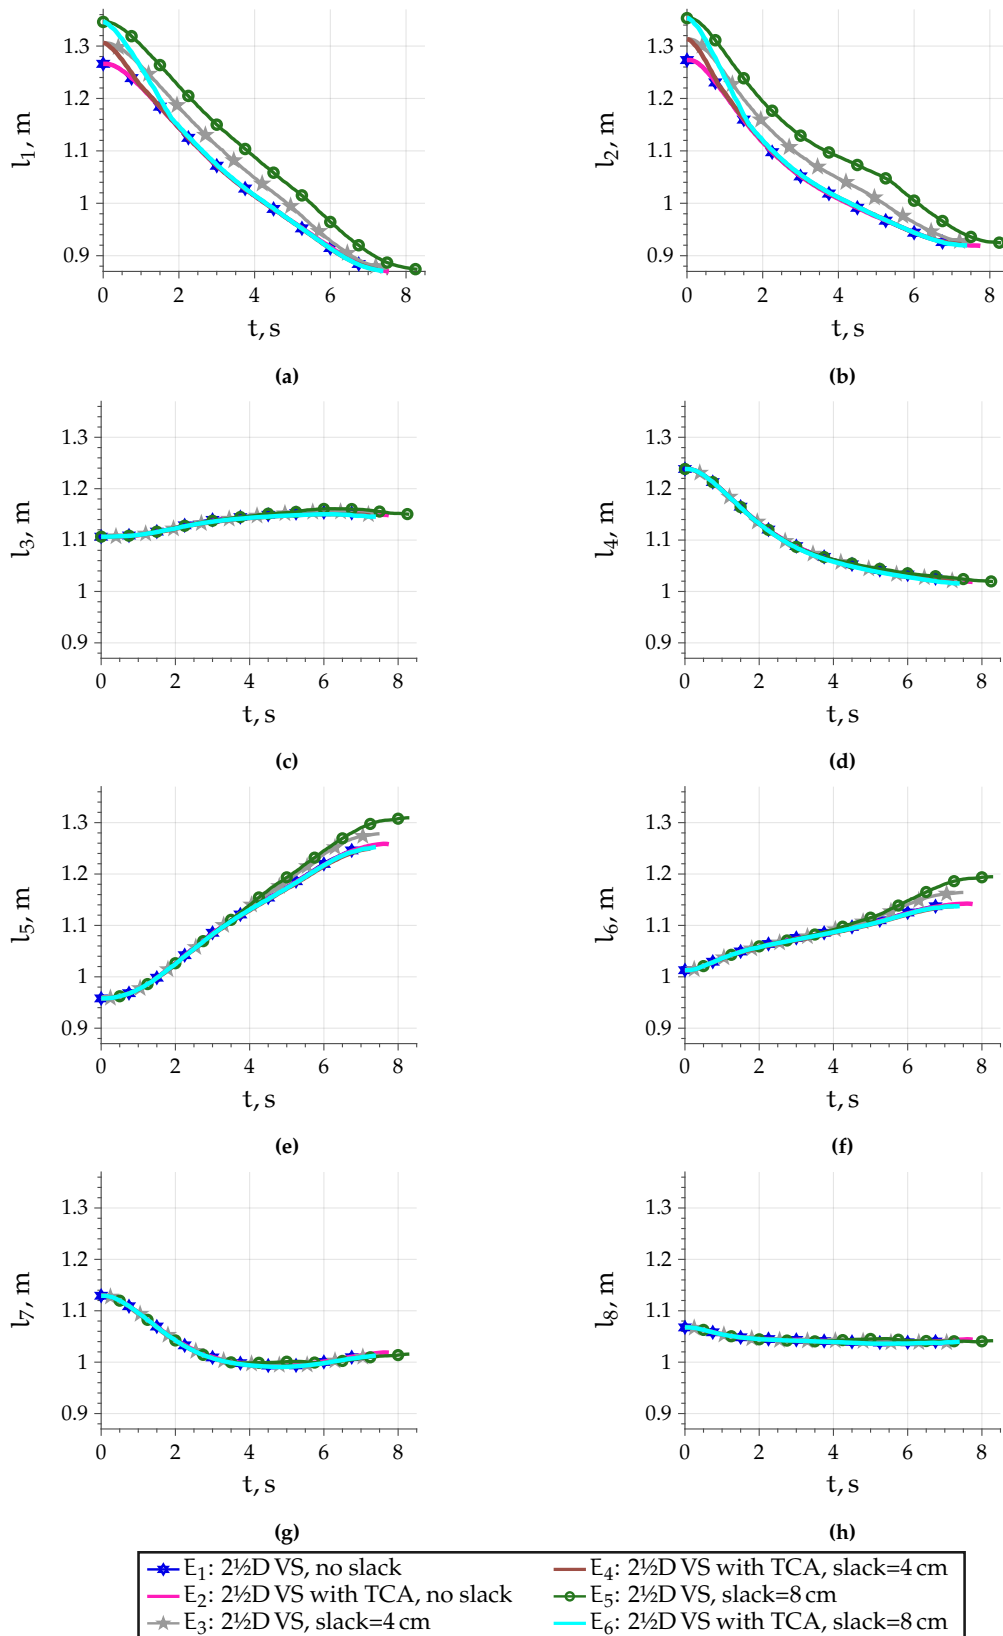 1.3
1.2
1.1
1
0.9
l₁, m
0 2 4 6 8
t, s
(a)
1.3
1.2
1.1
1
0.9
l₂, m
0 2 4 6 8
t, s
(b)
1.3
1.2
1.1
1
0.9
l₃, m
0 2 4 6 8
t, s
(c)
1.3
1.2
1.1
1
0.9
l₄, m
0 2 4 6 8
t, s
(d)
1.3
1.2
1.1
1
0.9
l₅, m
0 2 4 6 8
t, s
(e)
1.3
1.2
1.1
1
0.9
l₆, m
0 2 4 6 8
t, s
(f)
1.3
1.2
1.1
1
0.9
l₇, m
0 2 4 6 8
t, s
(g)
1.3
1.2
1.1
1
0.9
l₈, m
0 2 4 6 8
t, s
(h)
E₁: 2½D VS, no slack
E₂: 2½D VS with TCA, no slack
E₃: 2½D VS, slack=4 cm
E₄: 2½D VS with TCA, slack=4 cm
E₅: 2½D VS, slack=8 cm
E₆: 2½D VS with TCA, slack=8 cm